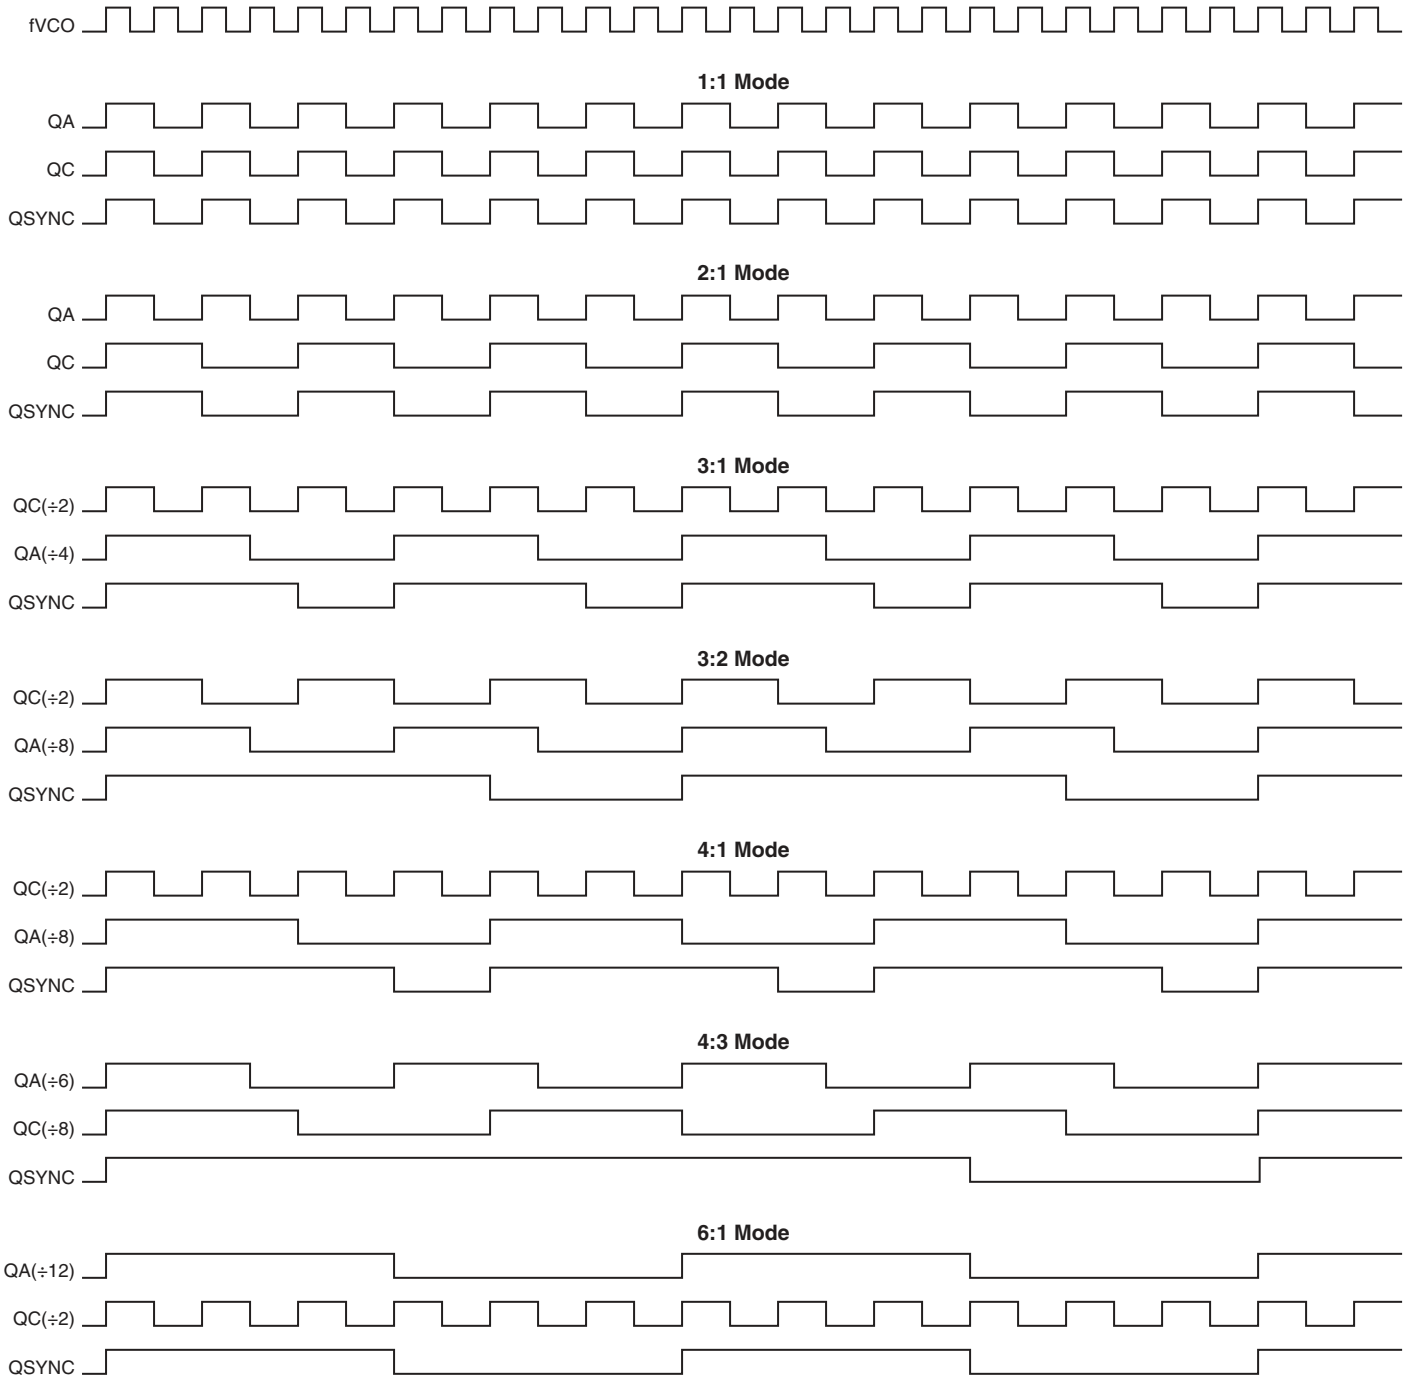 fVCO
1:1 Mode
QA
QC
QSYNC
2:1 Mode
QA
QC
QSYNC
3:1 Mode
QC(÷2)
QA(÷4)
QSYNC
3:2 Mode
QC(÷2)
QA(÷8)
QSYNC
4:1 Mode
QC(÷2)
QA(÷8)
QSYNC
4:3 Mode
QA(÷6)
QC(÷8)
QSYNC
6:1 Mode
QA(÷12)
QC(÷2)
QSYNC